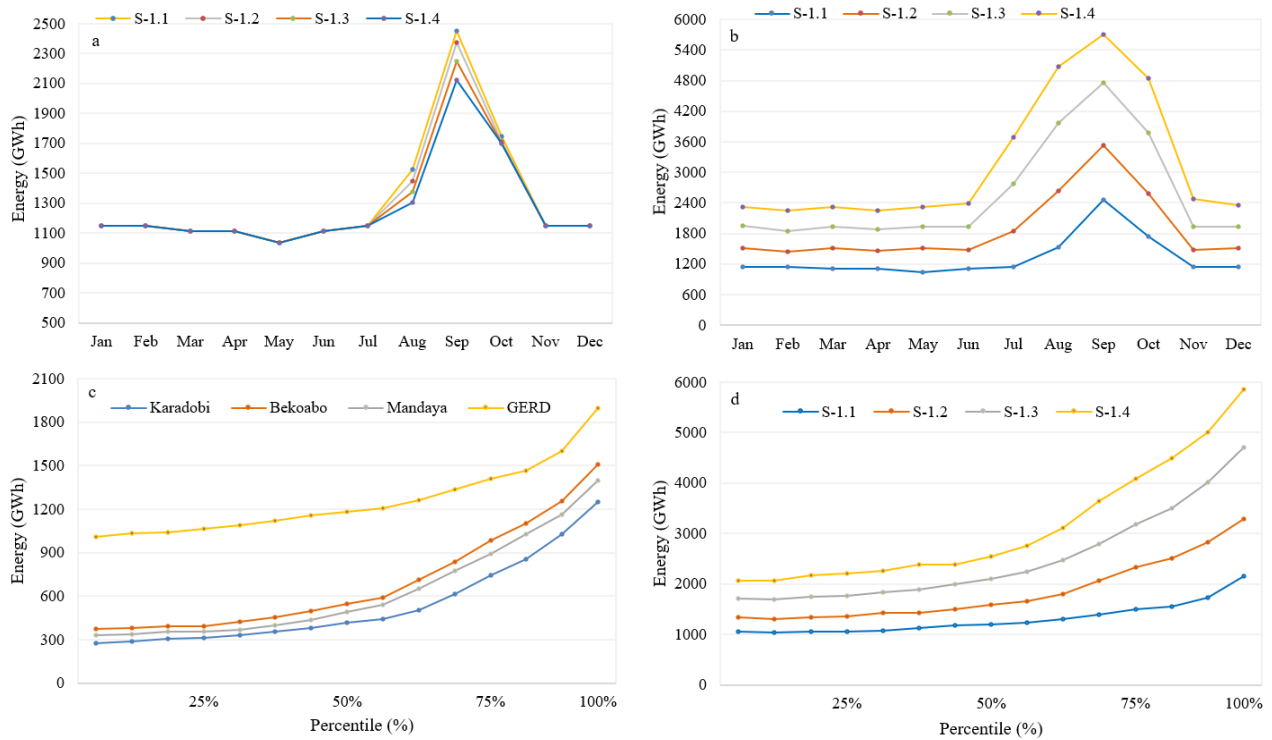 S-1.1 S-1.2 S-1.3 S-1.4
a
Energy (GWh)
2500
2300
2100
1900
1700
1500
1300
1100
900
700
500
Jan Feb Mar Apr May Jun Jul Aug Sep Oct Nov Dec
S-1.1 S-1.2 S-1.3 S-1.4
b
Energy (GWh)
6000
5400
4800
4200
3600
3000
2400
1800
1200
600
0
Jan Feb Mar Apr May Jun Jul Aug Sep Oct Nov Dec
c
Karadobi Bekoabo Mandaya GERD
Energy (GWh)
2100
1800
1500
1200
900
600
300
0
25% 50% 75% 100%
Percentile (%)
d
S-1.1 S-1.2 S-1.3 S-1.4
Energy (GWh)
6000
5000
4000
3000
2000
1000
0
25% 50% 75% 100%
Percentile (%)